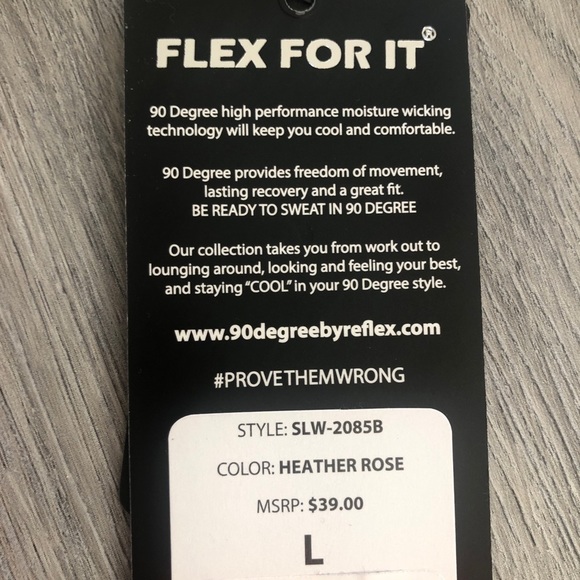 FLEX FOR IT®
90 Degree high performance moisture wicking
technology will keep you cool and comfortable.
90 Degree provides freedom of movement,
lasting recovery and a great fit.
BE READY TO SWEAT IN 90 DEGREE
Our collection takes you from work out to
lounging around, looking and feeling your best,
and staying “COOL” in your 90 Degree style.
www.90degreebyreflex.com
#PROVETHEMWRONG
STYLE: SLW-2085B
COLOR: HEATHER ROSE
MSRP: $39.00
L